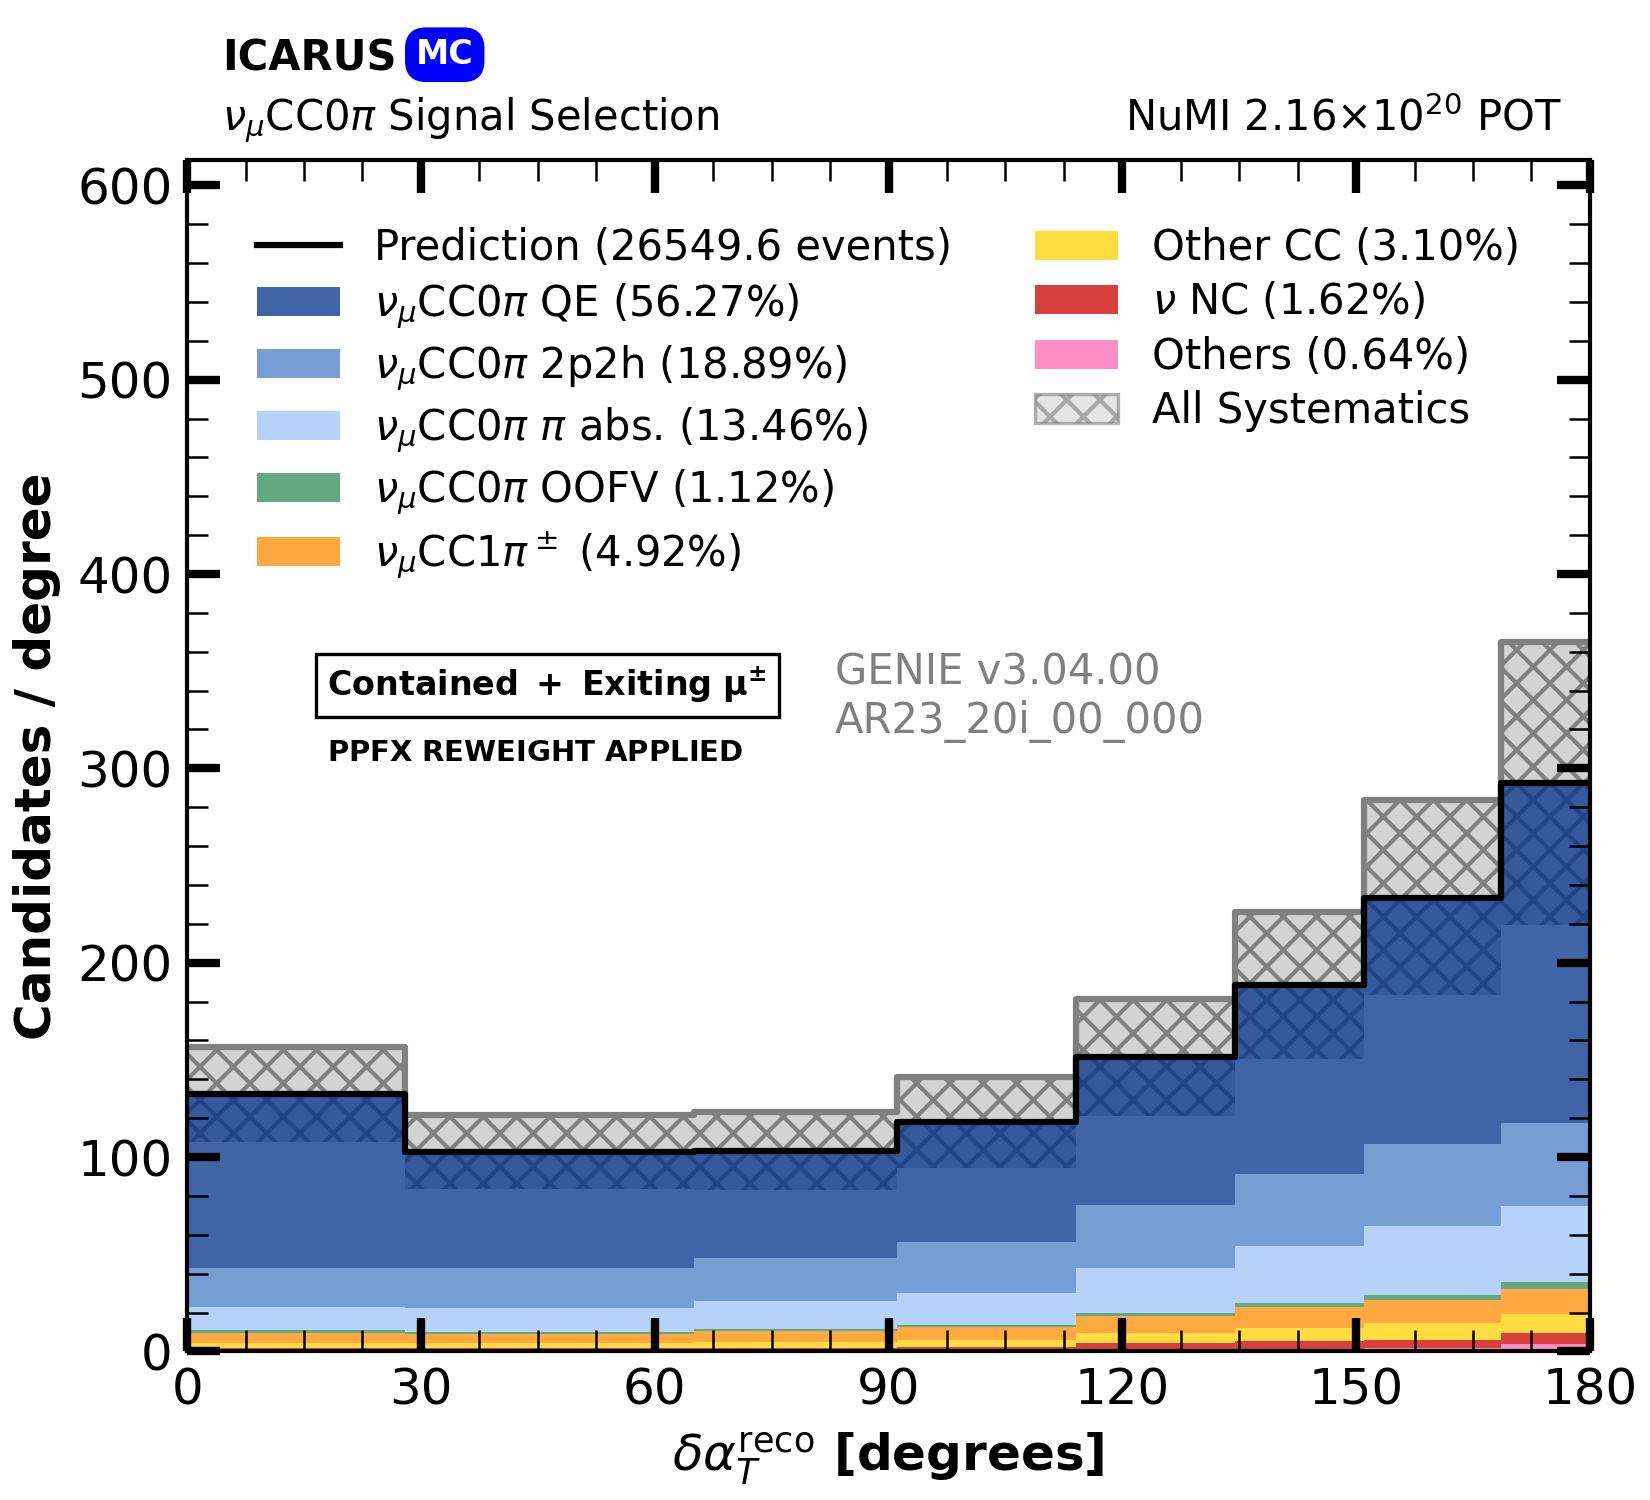 ICARUS MC
νμCC0π Signal Selection
NuMI 2.16×10²⁰ POT
Candidates / degree
600
500
400
300
200
100
0
Prediction (26549.6 events)
νμCC0π QE (56.27%)
νμCC0π 2p2h (18.89%)
νμCC0π π abs. (13.46%)
νμCC0π OOFV (1.12%)
νμCC1π± (4.92%)
Other CC (3.10%)
ν NC (1.62%)
Others (0.64%)
All Systematics
Contained + Exiting μ±
PPFX REWEIGHT APPLIED
GENIE v3.04.00
AR23_20i_00_000
0 30 60 90 120 150 180
δα_T^reco [degrees]